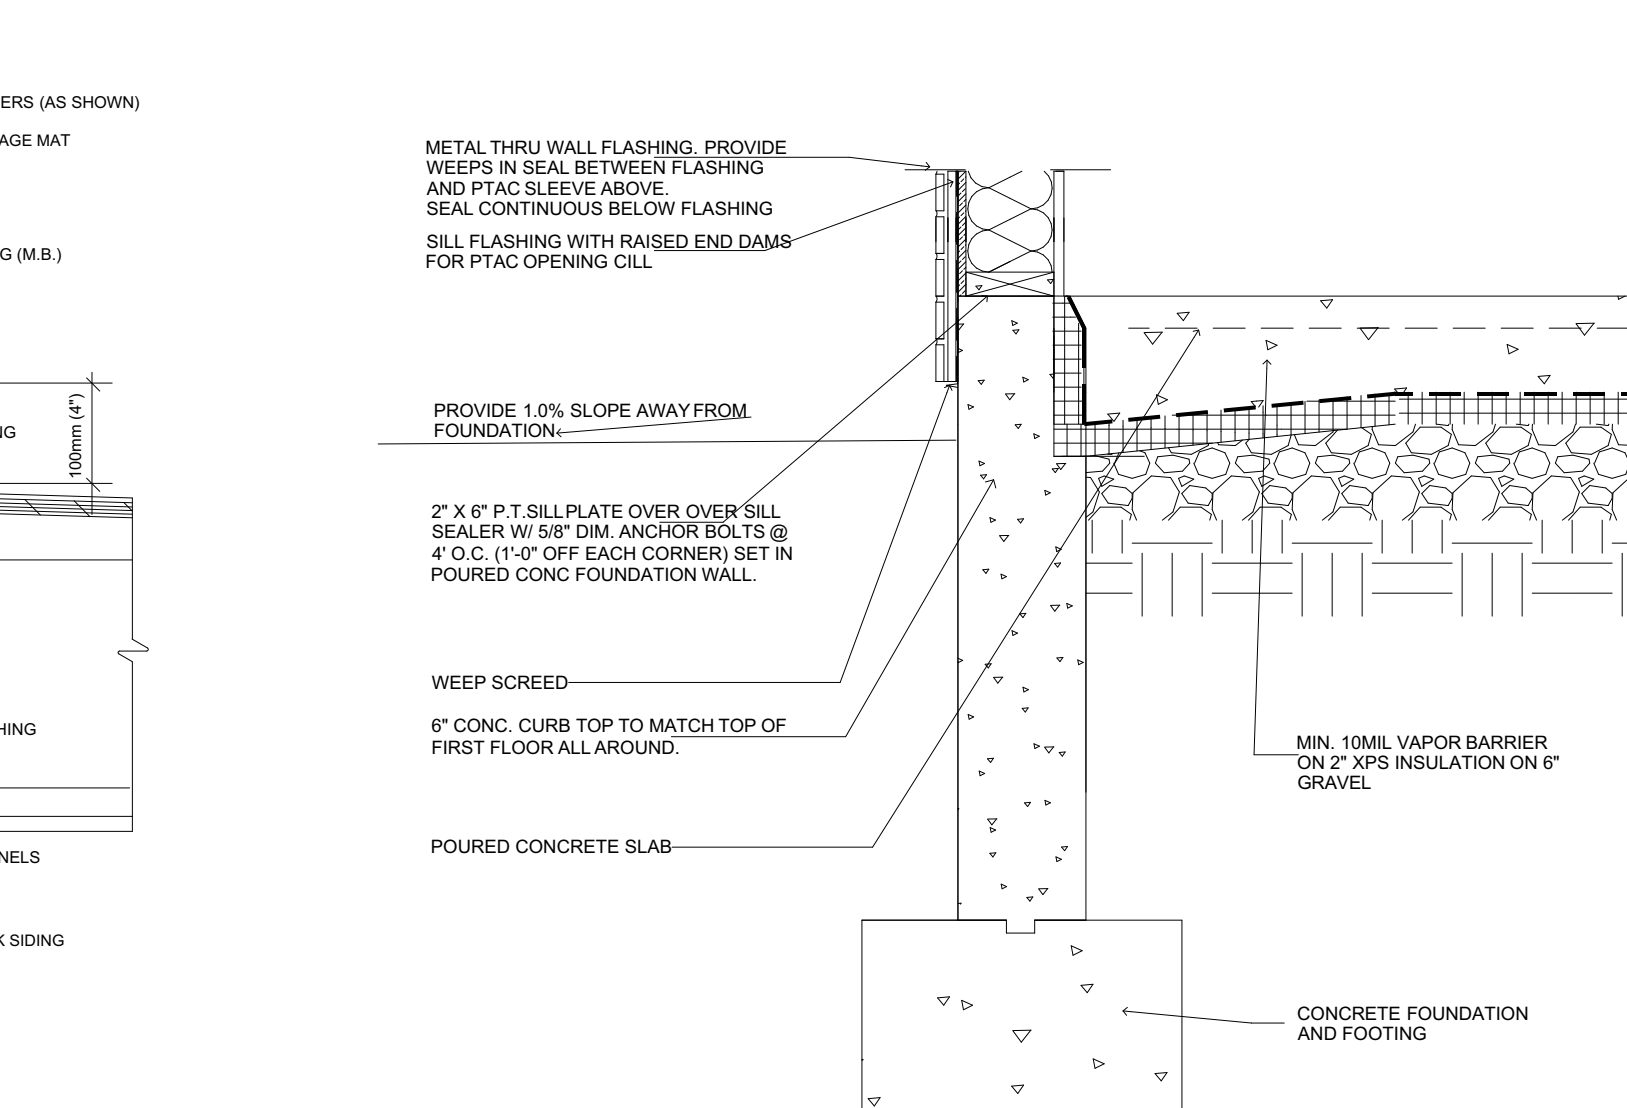 ERS (AS SHOWN)
AGE MAT
G (M.B.)
NG
100mm (4")
HING
NELS
K SIDING
METAL THRU WALL FLASHING. PROVIDE
WEEPS IN SEAL BETWEEN FLASHING
AND PTAC SLEEVE ABOVE.
SEAL CONTINUOUS BELOW FLASHING
SILL FLASHING WITH RAISED END DAMS
FOR PTAC OPENING CILL
PROVIDE 1.0% SLOPE AWAY FROM
FOUNDATION
2" X 6" P.T.SILL PLATE OVER OVER SILL
SEALER W/ 5/8" DIM. ANCHOR BOLTS @
4' O.C. (1'-0" OFF EACH CORNER) SET IN
POURED CONC FOUNDATION WALL.
WEEP SCREED
6" CONC. CURB TOP TO MATCH TOP OF
FIRST FLOOR ALL AROUND.
POURED CONCRETE SLAB
MIN. 10MIL VAPOR BARRIER
ON 2" XPS INSULATION ON 6"
GRAVEL
CONCRETE FOUNDATION
AND FOOTING